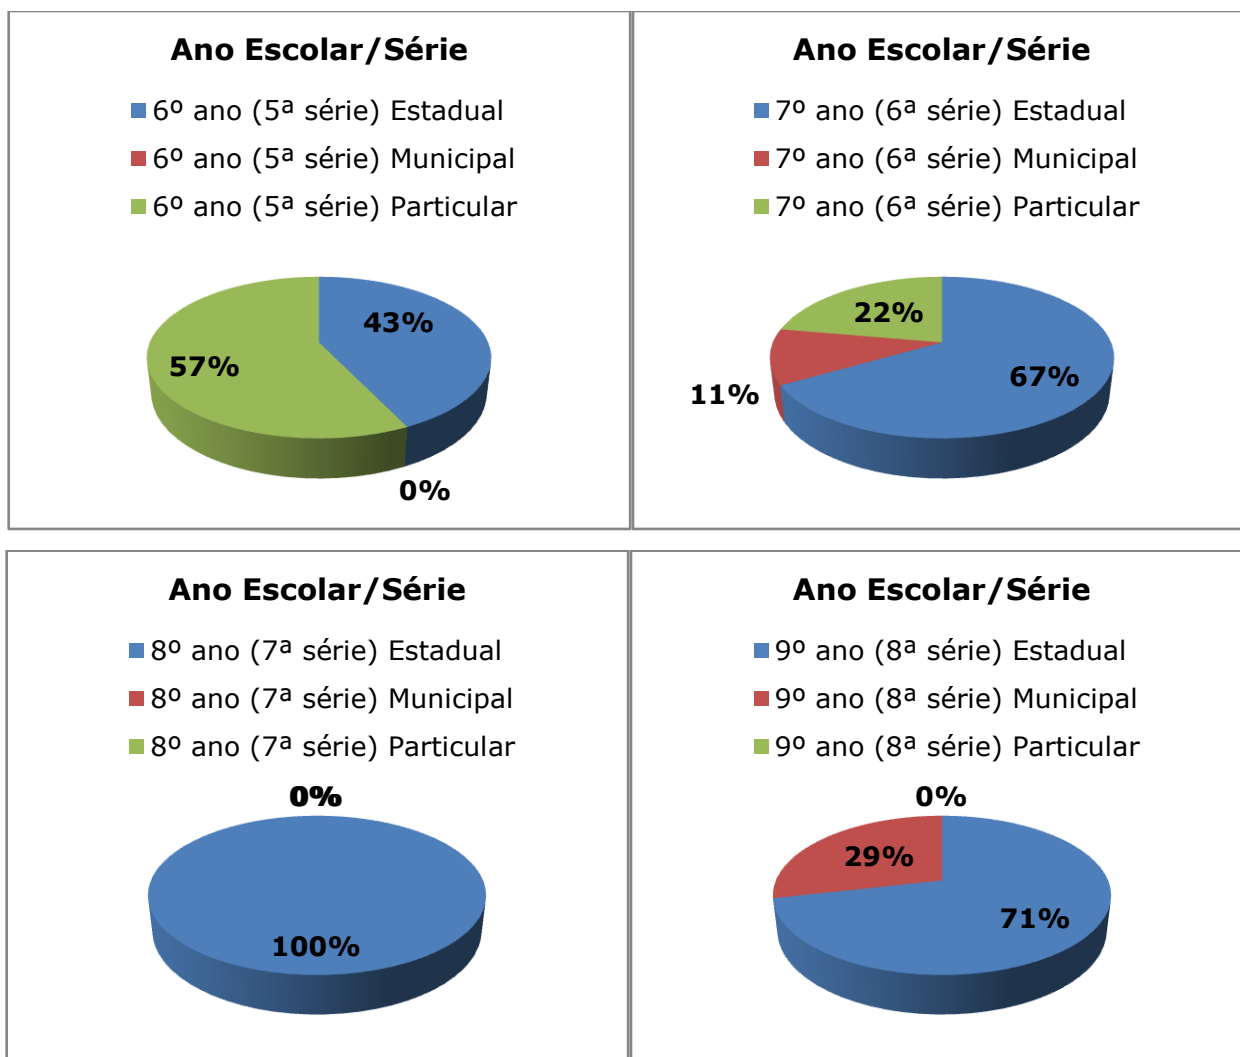 Ano Escolar/Série
6º ano (5ª série) Estadual
6º ano (5ª série) Municipal
6º ano (5ª série) Particular
43%
57%
0%
Ano Escolar/Série
7º ano (6ª série) Estadual
7º ano (6ª série) Municipal
7º ano (6ª série) Particular
22%
67%
11%
Ano Escolar/Série
8º ano (7ª série) Estadual
8º ano (7ª série) Municipal
8º ano (7ª série) Particular
0%
100%
Ano Escolar/Série
9º ano (8ª série) Estadual
9º ano (8ª série) Municipal
9º ano (8ª série) Particular
0%
29%
71%